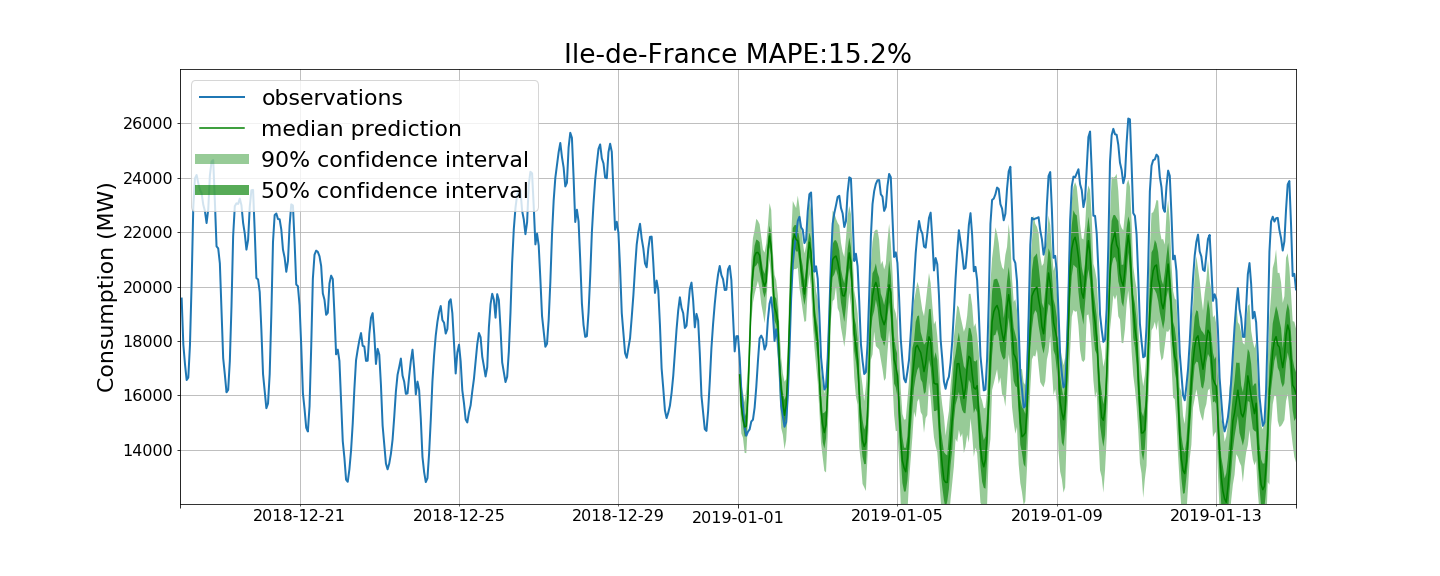 Ile-de-France MAPE:15.2%
observations
median prediction
90% confidence interval
50% confidence interval
Consumption (MW)
26000
24000
22000
20000
18000
16000
14000
2018-12-21
2018-12-25
2018-12-29
2019-01-01
2019-01-05
2019-01-09
2019-01-13